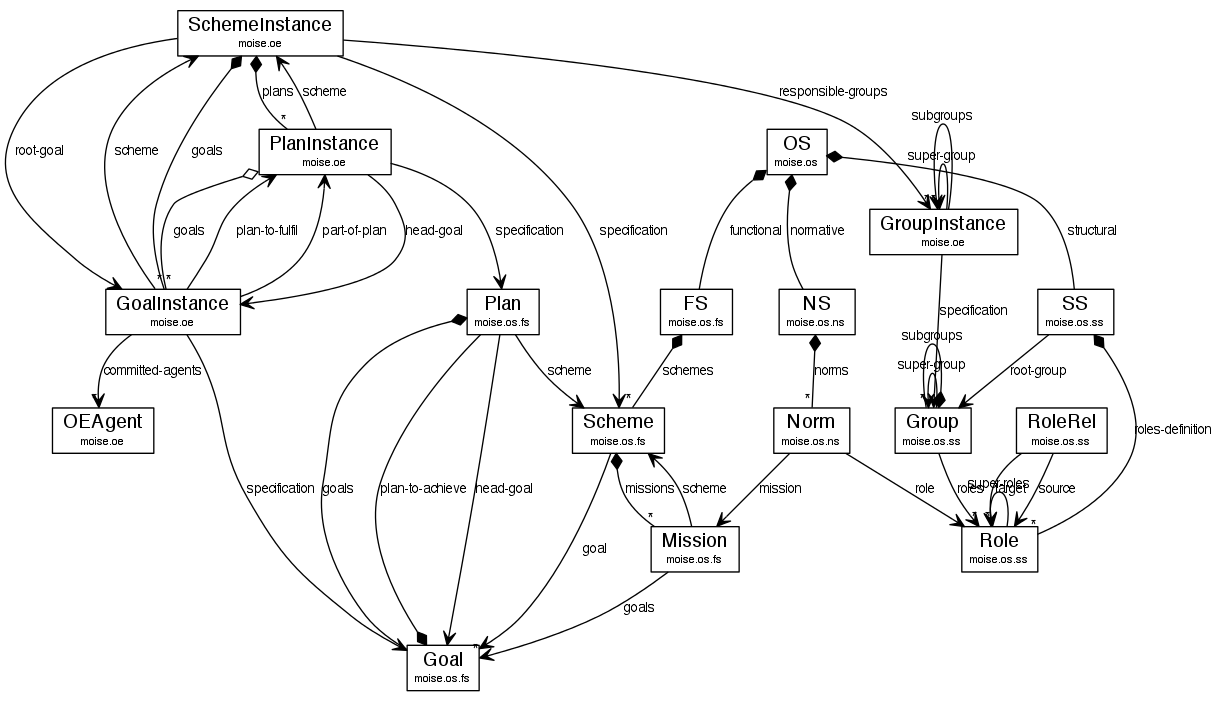 SchemeInstance
moise.oe
plans
scheme
responsible-groups
*
subgroups
PlanInstance
moise.oe
OS
moise.os
super-group
root-goal
scheme
goals
GroupInstance
moise.oe
goals
plan-to-fulfil
part-of-plan
head-goal
specification
specification
functional
normative
structural
* *
GoalInstance
moise.oe
Plan
moise.os.fs
FS
moise.os.fs
NS
moise.os.ns
specification
SS
moise.os.ss
subgroups
super-group
committed-agents
scheme
schemes
norms
root-group
*
*
*
OEAgent
moise.oe
Scheme
moise.os.fs
Norm
moise.os.ns
Group
moise.os.ss
RoleRel
moise.os.ss
roles-definition
specification
goals
plan-to-achieve
head-goal
missions
scheme
mission
role
roles
super-roles
target
source
*
*
*
goal
Mission
moise.os.fs
Role
moise.os.ss
goals
*
Goal
moise.os.fs